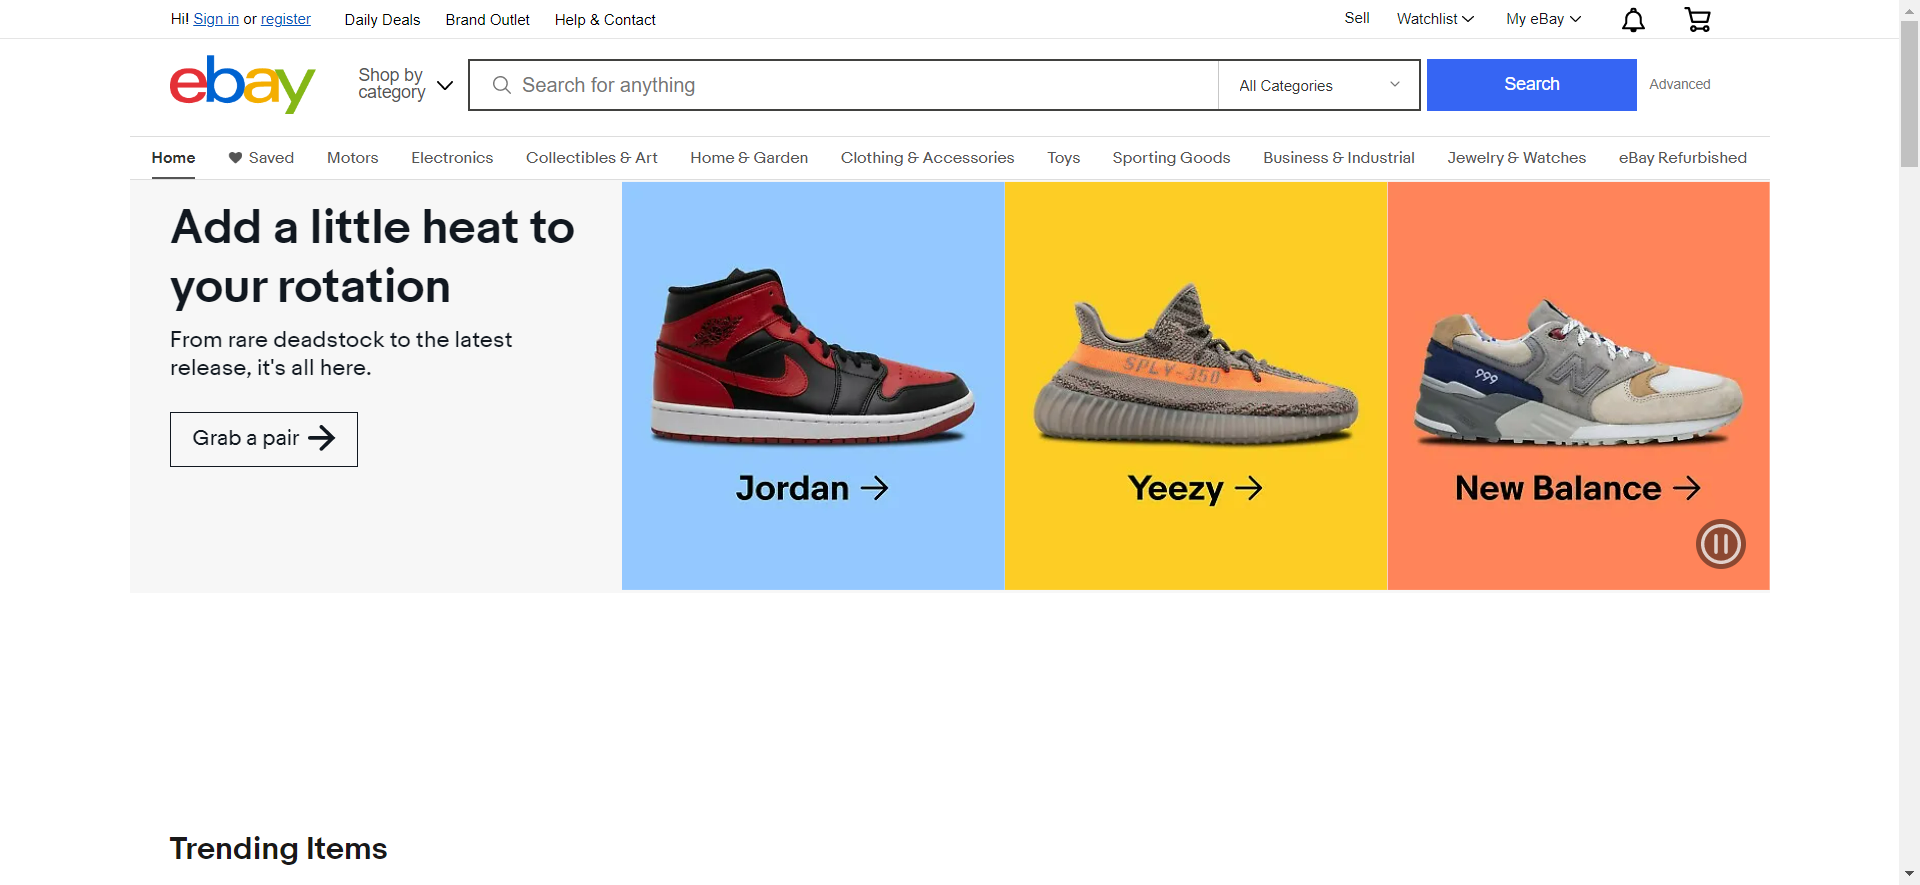 Hi! Sign in or register Daily Deals Brand Outlet Help & Contact Sell Watchlist My eBay
ebay Shop by category Search for anything All Categories Search Advanced
Home Saved Motors Electronics Collectibles & Art Home & Garden Clothing & Accessories Toys Sporting Goods Business & Industrial Jewelry & Watches eBay Refurbished
Add a little heat to
your rotation
From rare deadstock to the latest
release, it's all here.
Grab a pair
SPLY-350
999
N
Jordan Yeezy New Balance
Trending Items